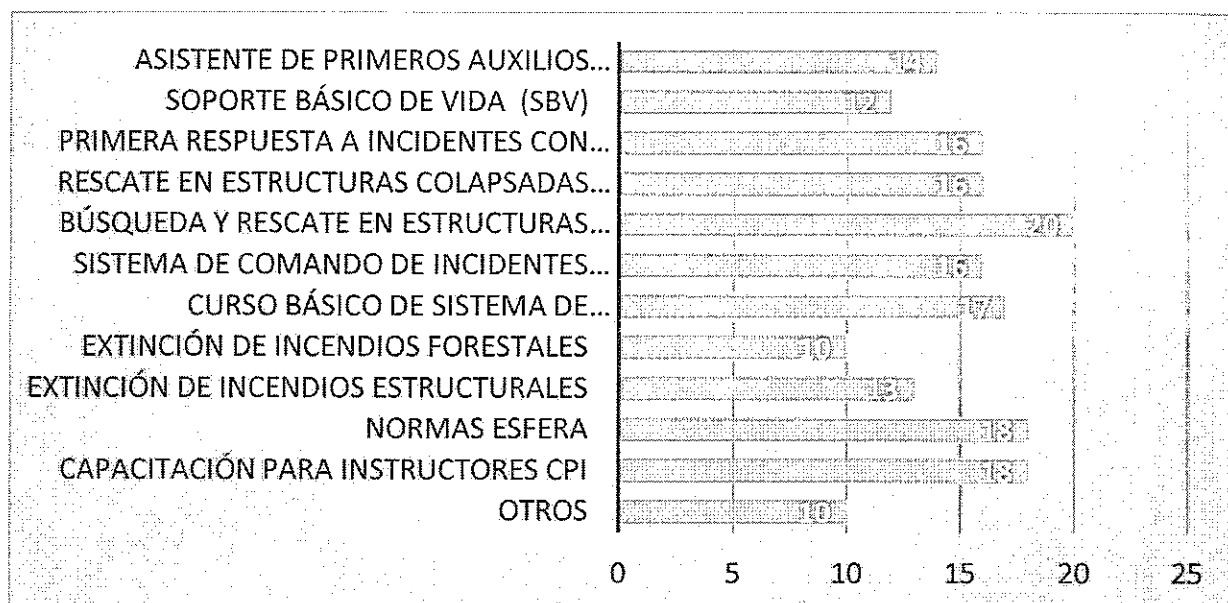 ASISTENTE DE PRIMEROS AUXILIOS... 14
SOPORTE BÁSICO DE VIDA (SBV) 12
PRIMERA RESPUESTA A INCIDENTES CON... 16
RESCATE EN ESTRUCTURAS COLAPSADAS... 16
BÚSQUEDA Y RESCATE EN ESTRUCTURAS... 20
SISTEMA DE COMANDO DE INCIDENTES... 16
CURSO BÁSICO DE SISTEMA DE... 17
EXTINCIÓN DE INCENDIOS FORESTALES 10
EXTINCIÓN DE INCENDIOS ESTRUCTURALES 13
NORMAS ESFERA 18
CAPACITACIÓN PARA INSTRUCTORES CPI 18
OTROS 10
0 5 10 15 20 25